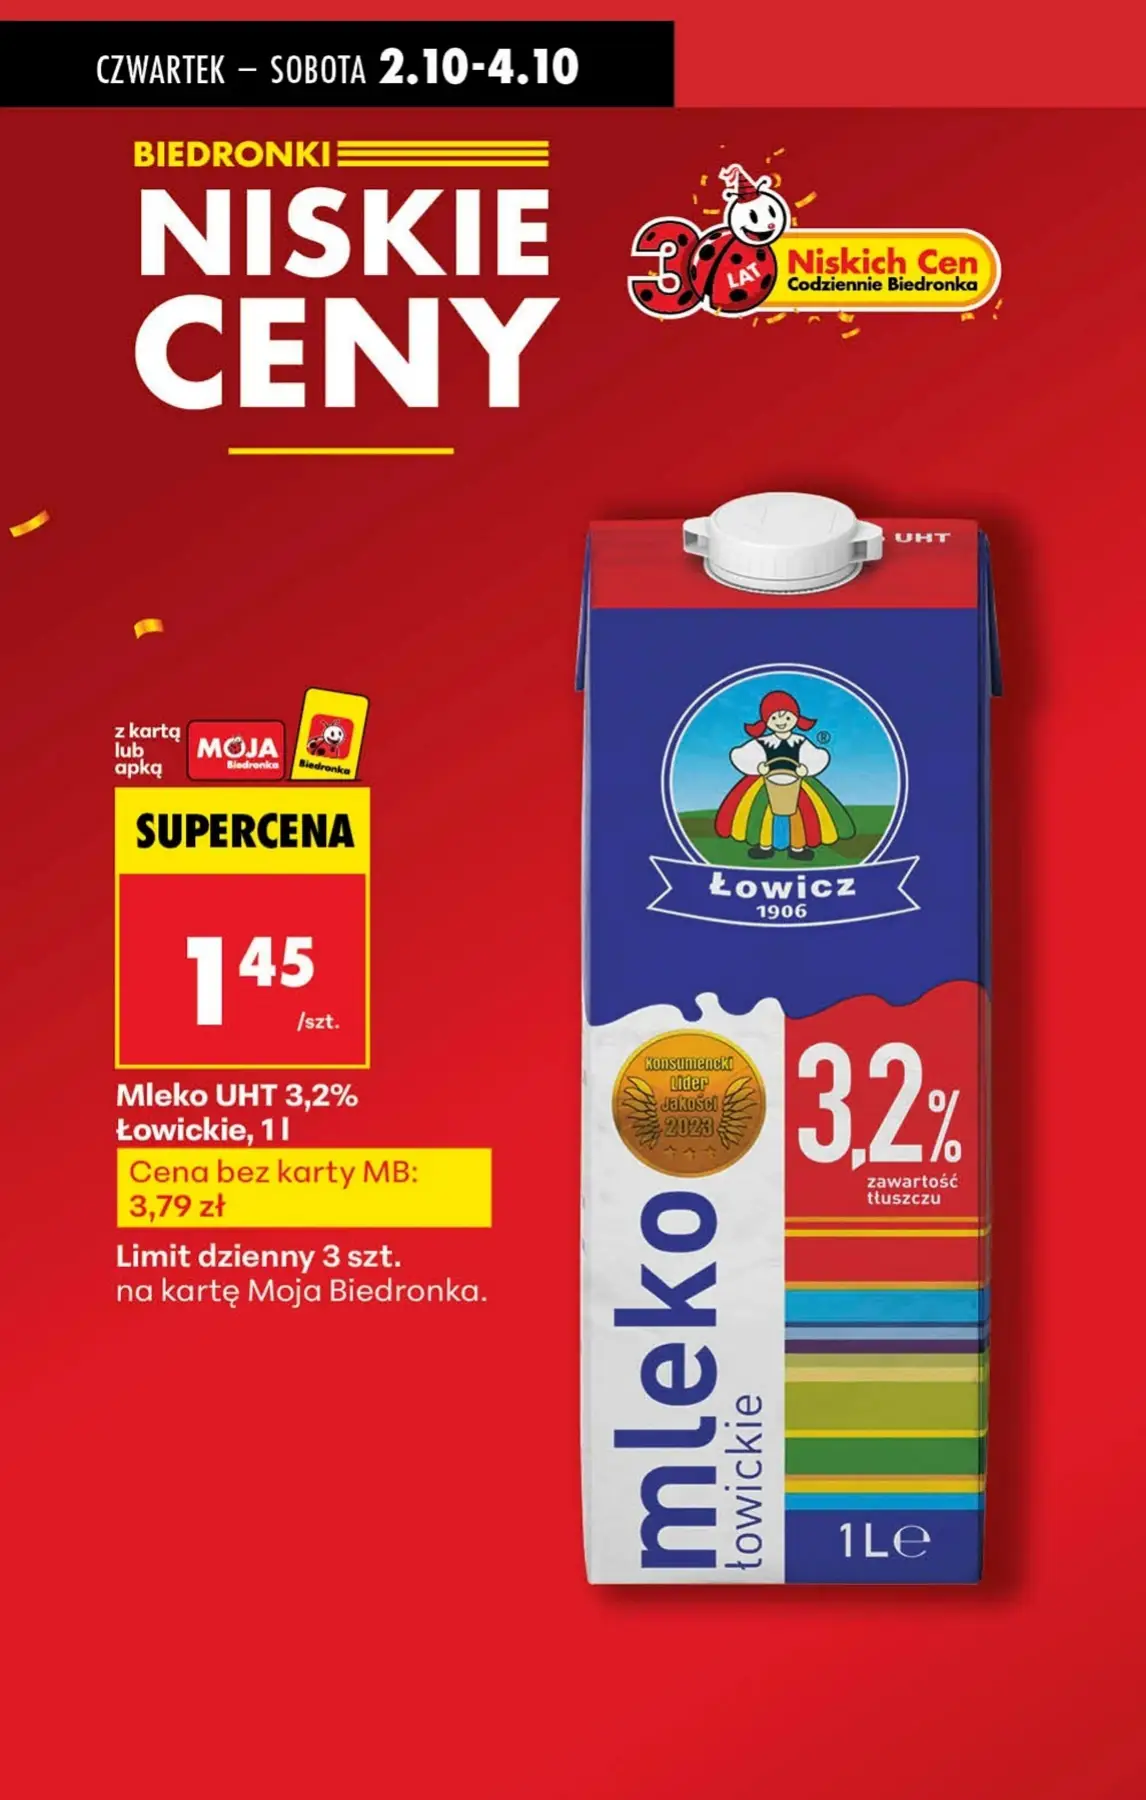 CZWARTEK – SOBOTA 2.10-4.10
BIEDRONKI
NISKIE
CENY
30 LAT
Niskich Cen
Codziennie Biedronka
z kartą
lub
apką
MOJA
Biedronka
Biedronka
SUPERCENA
1 45
/szt.
Mleko UHT 3,2%
Łowickie, 1 l
Cena bez karty MB:
3,79 zł
Limit dzienny 3 szt.
na kartę Moja Biedronka.
UHT
®
Łowicz
1906
Konsumencki
Lider
Jakości
2023
3,2%
zawartość
tłuszczu
mleko
łowickie
1 L℮